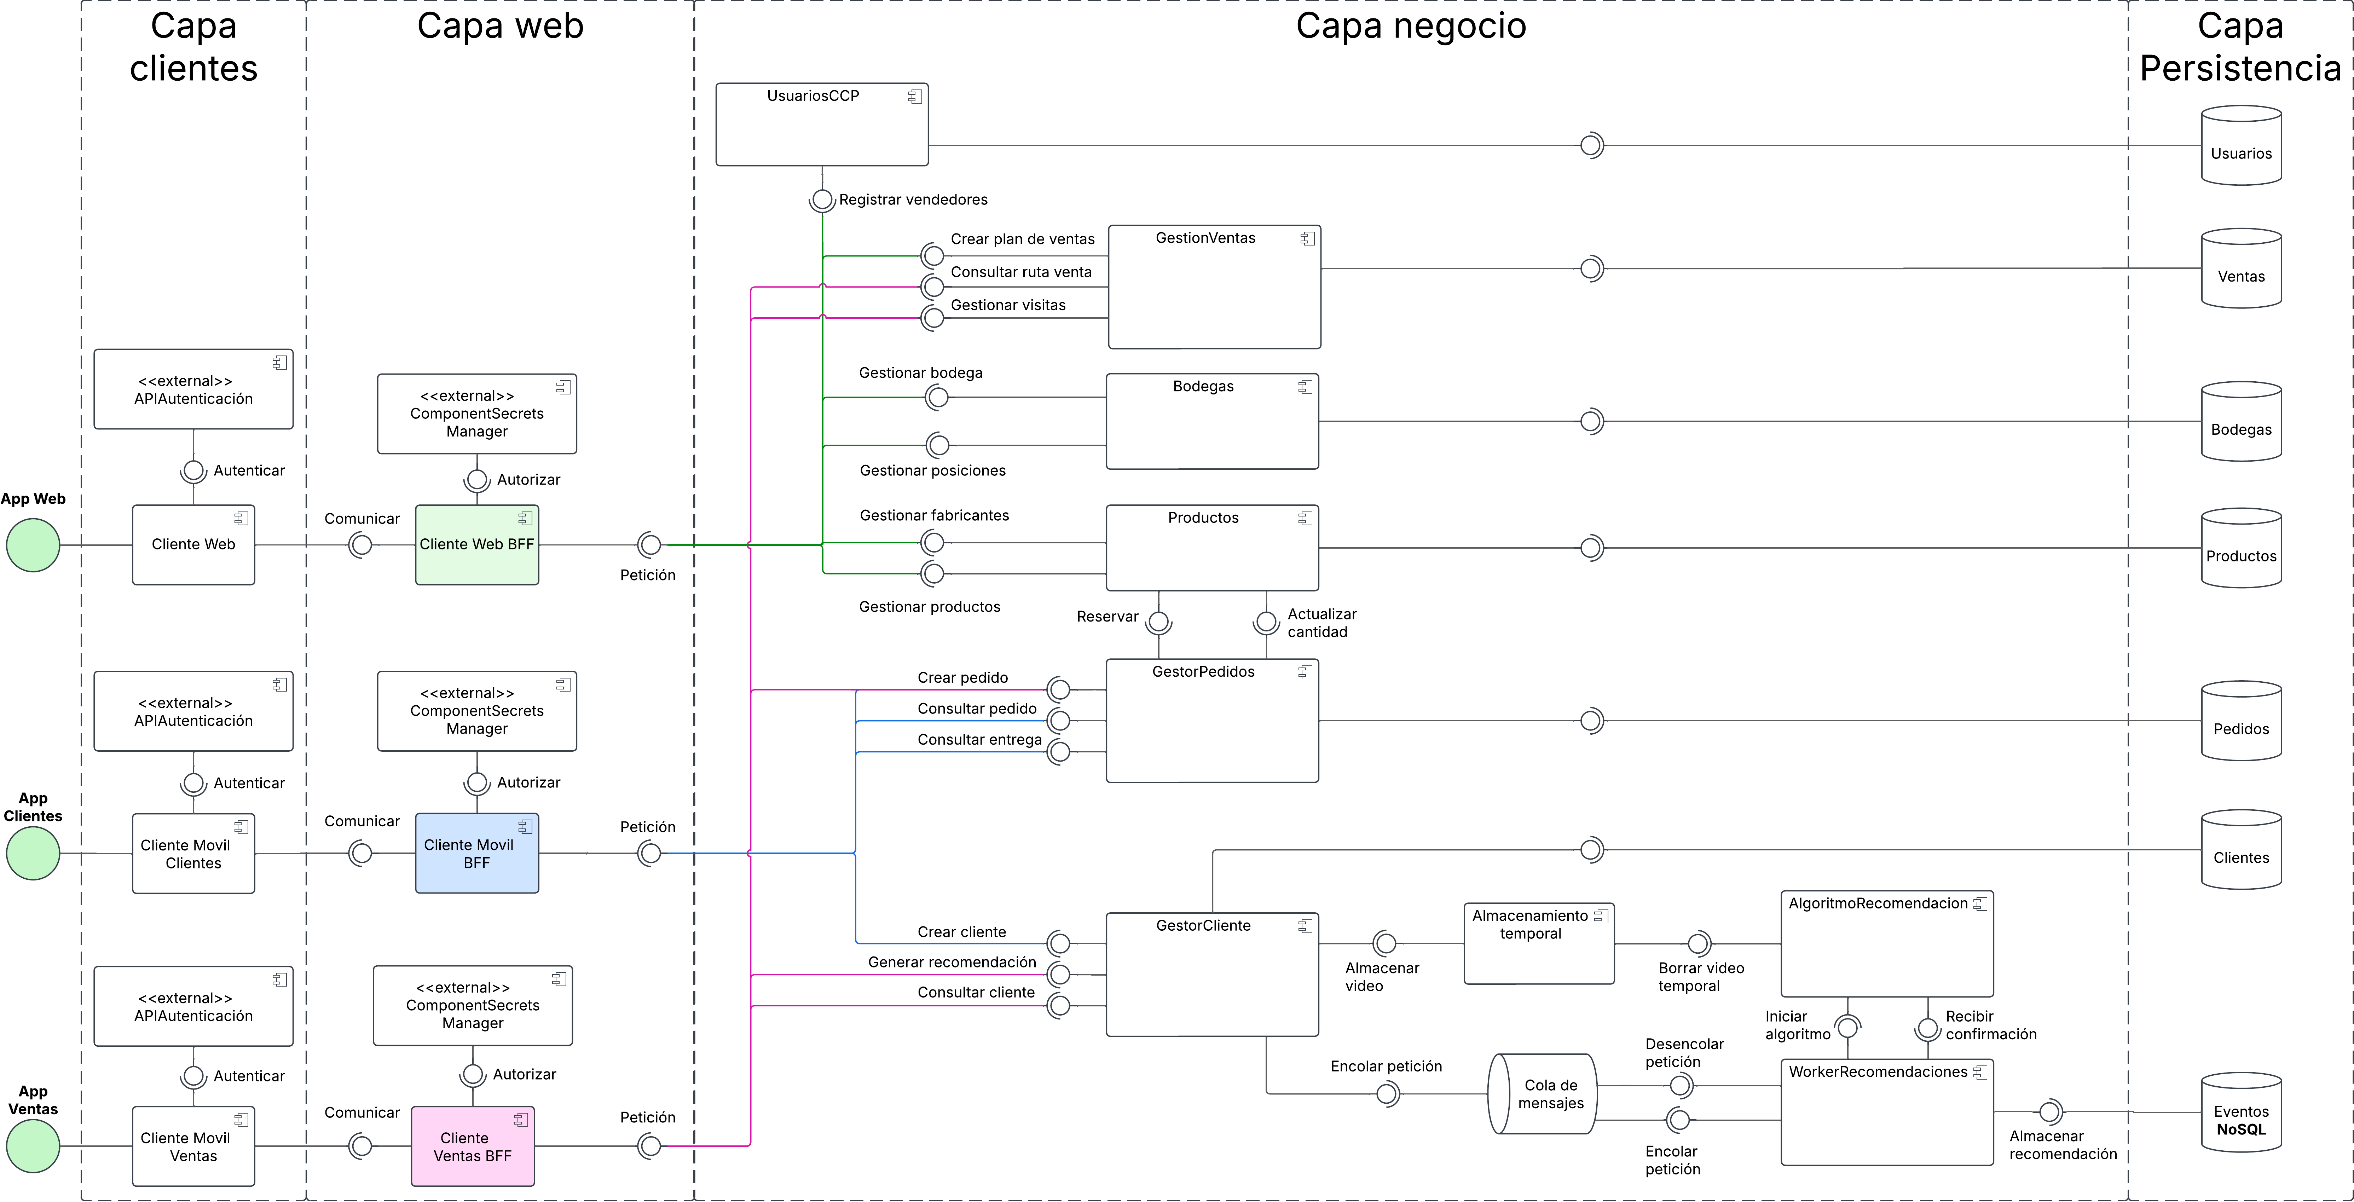 Capa
clientes
Capa web
Capa negocio
Capa
Persistencia
UsuariosCCP
Usuarios
Registrar vendedores
Crear plan de ventas
Consultar ruta venta
Gestionar visitas
GestionVentas
Ventas
<<external>>
APIAutenticación
Autenticar
<<external>>
ComponentSecrets
Manager
Autorizar
Gestionar bodega
Gestionar posiciones
Bodegas
Bodegas
App Web
Cliente Web
Comunicar
Cliente Web BFF
Petición
Gestionar fabricantes
Gestionar productos
Productos
Productos
Reservar
Actualizar
cantidad
<<external>>
APIAutenticación
Autenticar
<<external>>
ComponentSecrets
Manager
Autorizar
Crear pedido
Consultar pedido
Consultar entrega
GestorPedidos
Pedidos
App
Clientes
Cliente Movil
Clientes
Comunicar
Cliente Movil
BFF
Petición
Clientes
Crear cliente
Generar recomendación
Consultar cliente
GestorCliente
Almacenar
video
Almacenamiento
temporal
Borrar video
temporal
AlgoritmoRecomendacion
Iniciar
algoritmo
Recibir
confirmación
<<external>>
APIAutenticación
Autenticar
<<external>>
ComponentSecrets
Manager
Autorizar
App
Ventas
Cliente Movil
Ventas
Comunicar
Cliente
Ventas BFF
Petición
Encolar petición
Cola de
mensajes
Desencolar
petición
Encolar
petición
WorkerRecomendaciones
Almacenar
recomendación
Eventos
NoSQL